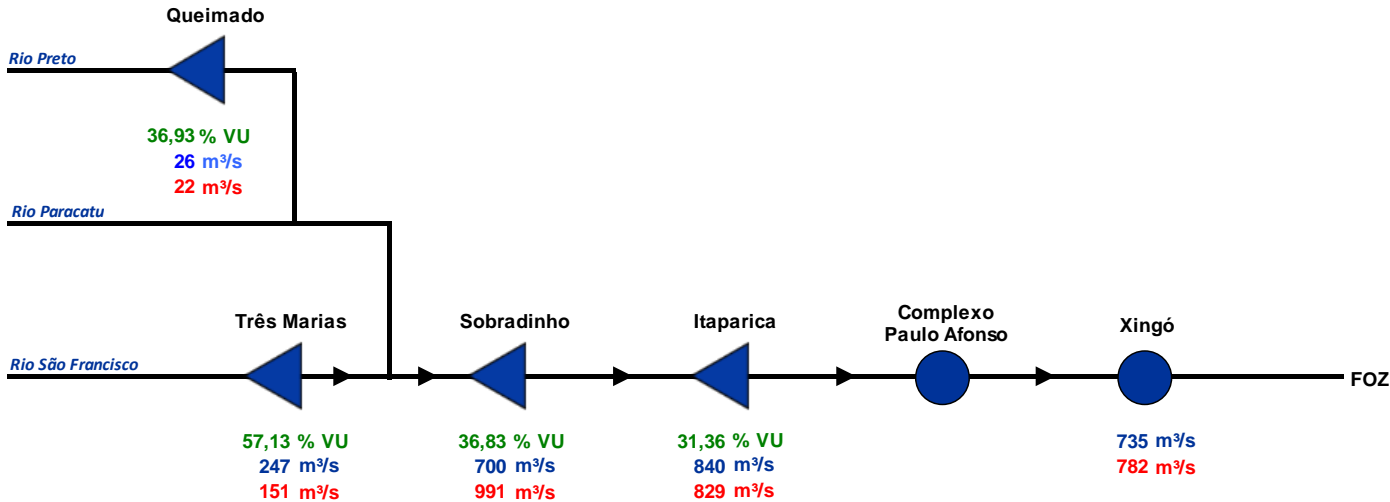 Queimado
Rio Preto
36,93 % VU
26 m³/s
22 m³/s
Rio Paracatu
Três Marias
Sobradinho
Itaparica
Complexo
Paulo Afonso
Xingó
Rio São Francisco
FOZ
57,13 % VU
247 m³/s
151 m³/s
36,83 % VU
700 m³/s
991 m³/s
31,36 % VU
840 m³/s
829 m³/s
735 m³/s
782 m³/s